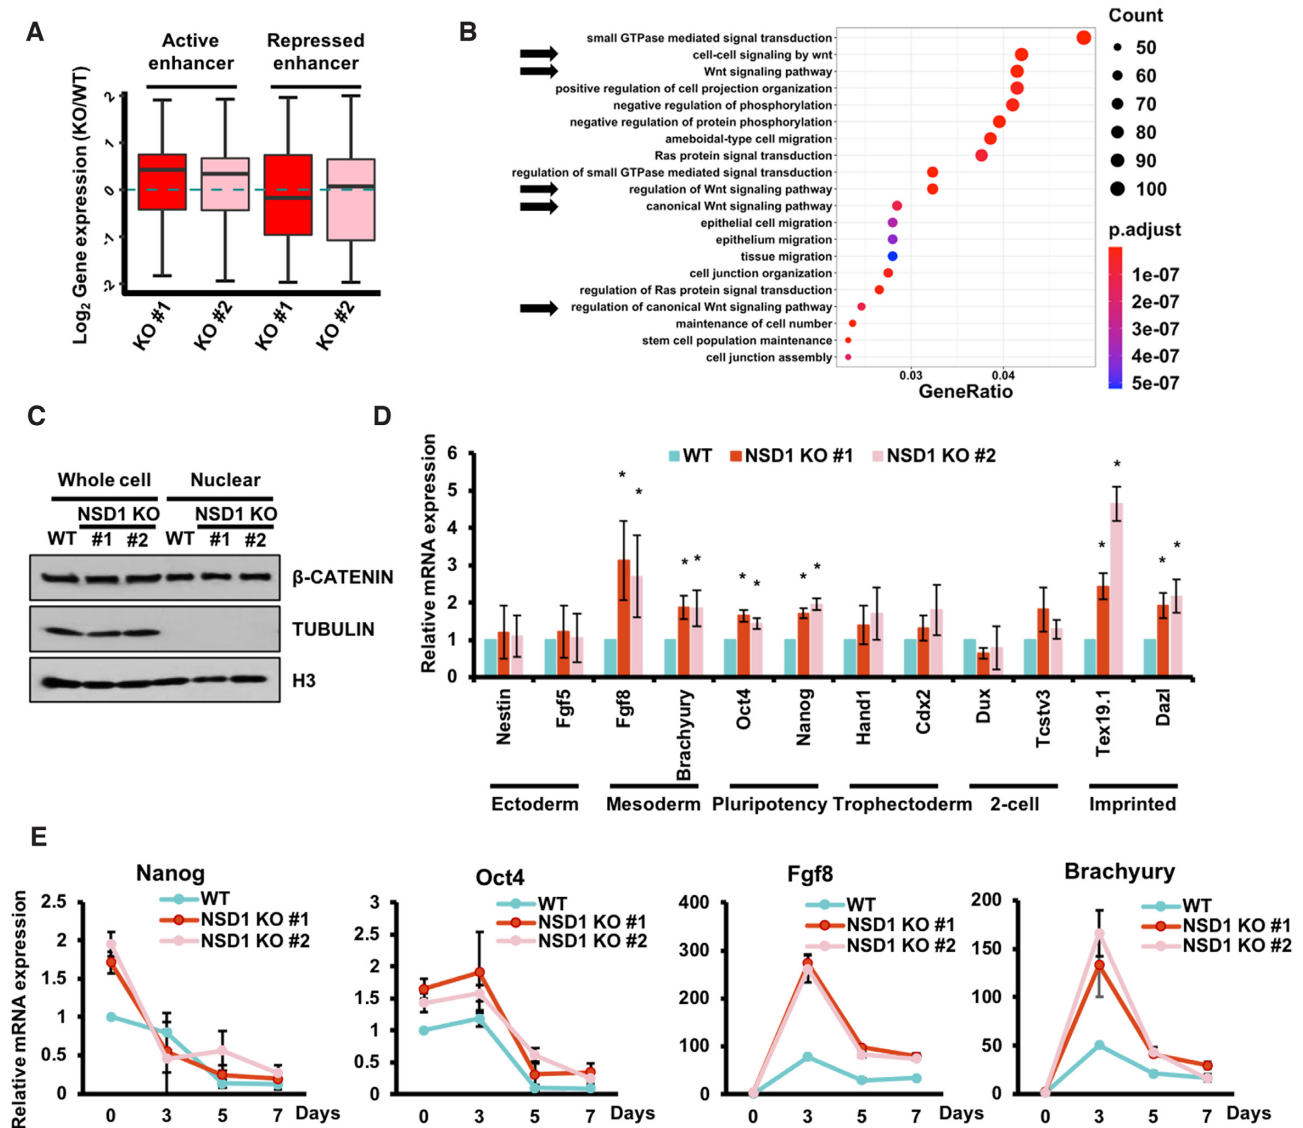 A
Active
enhancer
Repressed
enhancer
Log2 Gene expression (KO/WT)
2
1
0
-1
-2
KO #1
KO #2
KO #1
KO #2
B
small GTPase mediated signal transduction
cell-cell signaling by wnt
Wnt signaling pathway
positive regulation of cell projection organization
negative regulation of phosphorylation
negative regulation of protein phosphorylation
ameboidal-type cell migration
Ras protein signal transduction
regulation of small GTPase mediated signal transduction
regulation of Wnt signaling pathway
canonical Wnt signaling pathway
epithelial cell migration
epithelium migration
tissue migration
cell junction organization
regulation of Ras protein signal transduction
regulation of canonical Wnt signaling pathway
maintenance of cell number
stem cell population maintenance
cell junction assembly
0.03
0.04
GeneRatio
Count
50
60
70
80
90
100
p.adjust
1e-07
2e-07
3e-07
4e-07
5e-07
C
Whole cell
Nuclear
NSD1 KO
NSD1 KO
WT #1 #2 WT #1 #2
β-CATENIN
TUBULIN
H3
D
Relative mRNA expression
6
5
4
3
2
1
0
WT
NSD1 KO #1
NSD1 KO #2
* * * * * * * * * * * *
Nestin
Fgf5
Fgf8
Brachyury
Oct4
Nanog
Hand1
Cdx2
Dux
Tcstv3
Tex19.1
Dazl
Ectoderm
Mesoderm
Pluripotency
Trophectoderm
2-cell
Imprinted
E
Relative mRNA expression
Nanog
WT
NSD1 KO #1
NSD1 KO #2
2.5
2
1.5
1
0.5
0
0 3 5 7 Days
Oct4
WT
NSD1 KO #1
NSD1 KO #2
3
2.5
2
1.5
1
0.5
0
0 3 5 7 Days
Fgf8
WT
NSD1 KO #1
NSD1 KO #2
400
300
200
100
0
0 3 5 7 Days
Brachyury
WT
NSD1 KO #1
NSD1 KO #2
200
150
100
50
0
0 3 5 7 Days